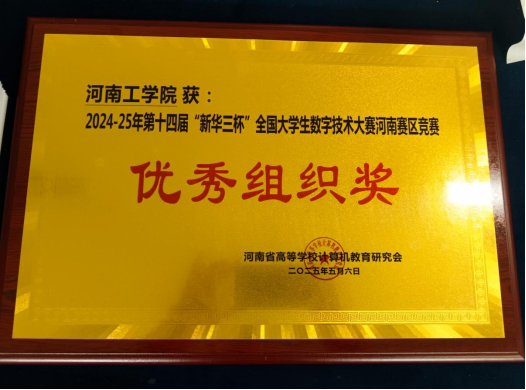 河南工学院 获：
2024-25年第十四届“新华三杯”全国大学生数字技术大赛河南赛区竞赛
优秀组织奖
河南省高等学校计算机教育研究会
二〇二五年五月六日